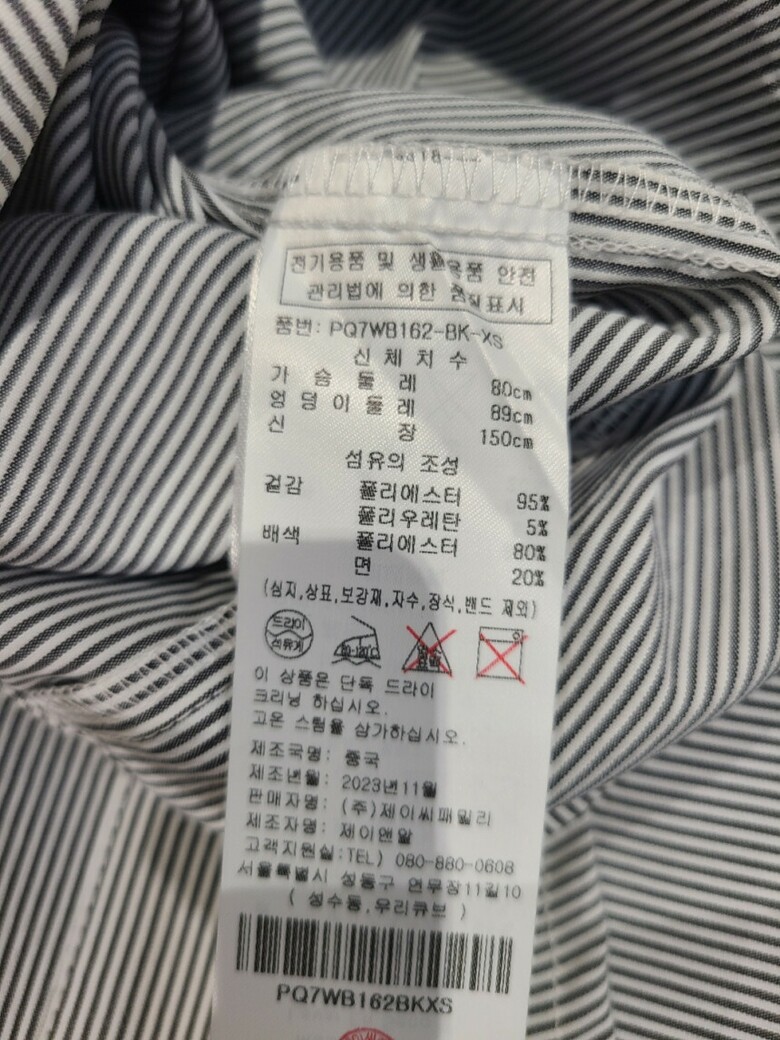 전기용품 및 생활용품 안전
관리법에 의한 품질표시
품번: PQ7WB162-BK-XS
신체치수
가슴둘레 80cm
엉덩이둘레 89cm
신장 150cm
섬유의 조성
겉감 폴리에스터 95%
폴리우레탄 5%
배색 폴리에스터 80%
면 20%
(심지,상표,보강재,자수,장식,밴드 제외)
드라이
석유계
80-120℃
이 상품은 단독 드라이
크리닝 하십시오.
고온 스팀을 삼가하십시오.
제조국명: 중국
제조년월: 2023년11월
판매자명: (주)제이씨패밀리
제조자명: 제이앤알
고객지원실:TEL) 080-880-0608
서울특별시 성동구 연무장11길10
( 성수동,우리큐브 )
PQ7WB162BKXS